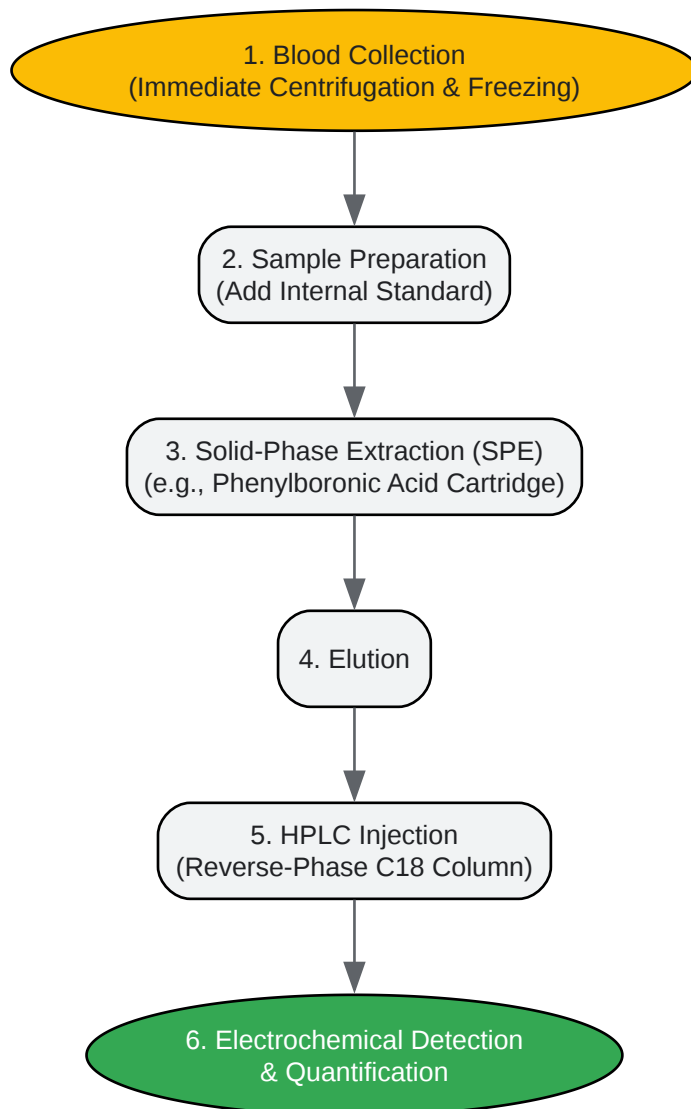 1. Blood Collection
(Immediate Centrifugation & Freezing)
2. Sample Preparation
(Add Internal Standard)
3. Solid-Phase Extraction (SPE)
(e.g., Phenylboronic Acid Cartridge)
4. Elution
5. HPLC Injection
(Reverse-Phase C18 Column)
6. Electrochemical Detection
& Quantification